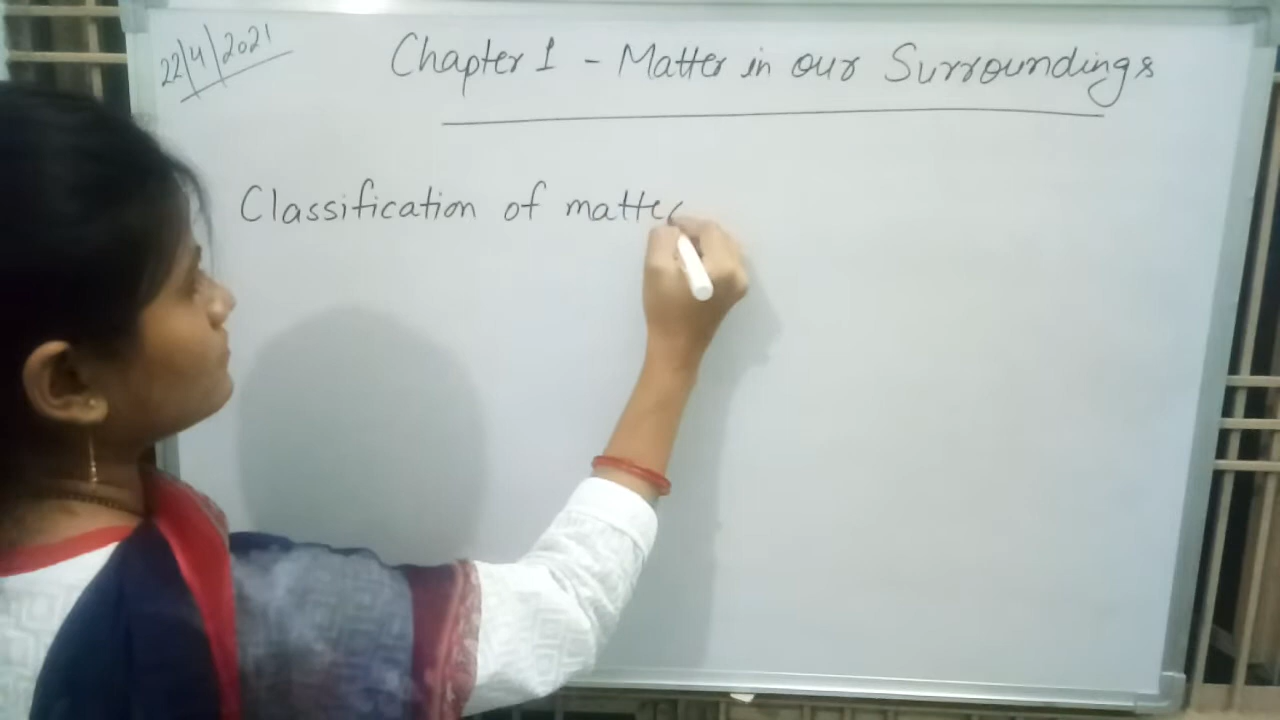 22/4/2021
Chapter 1 - Matter in our Surroundings
Classification of matter